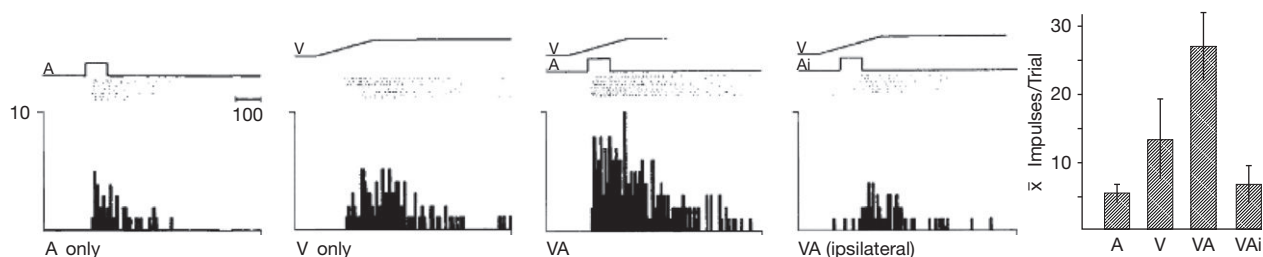 A
100
10
A only
V
V only
V
A
VA
V
Ai
VA (ipsilateral)
x̄ Impulses/Trial
30
20
10
A V VA VAi